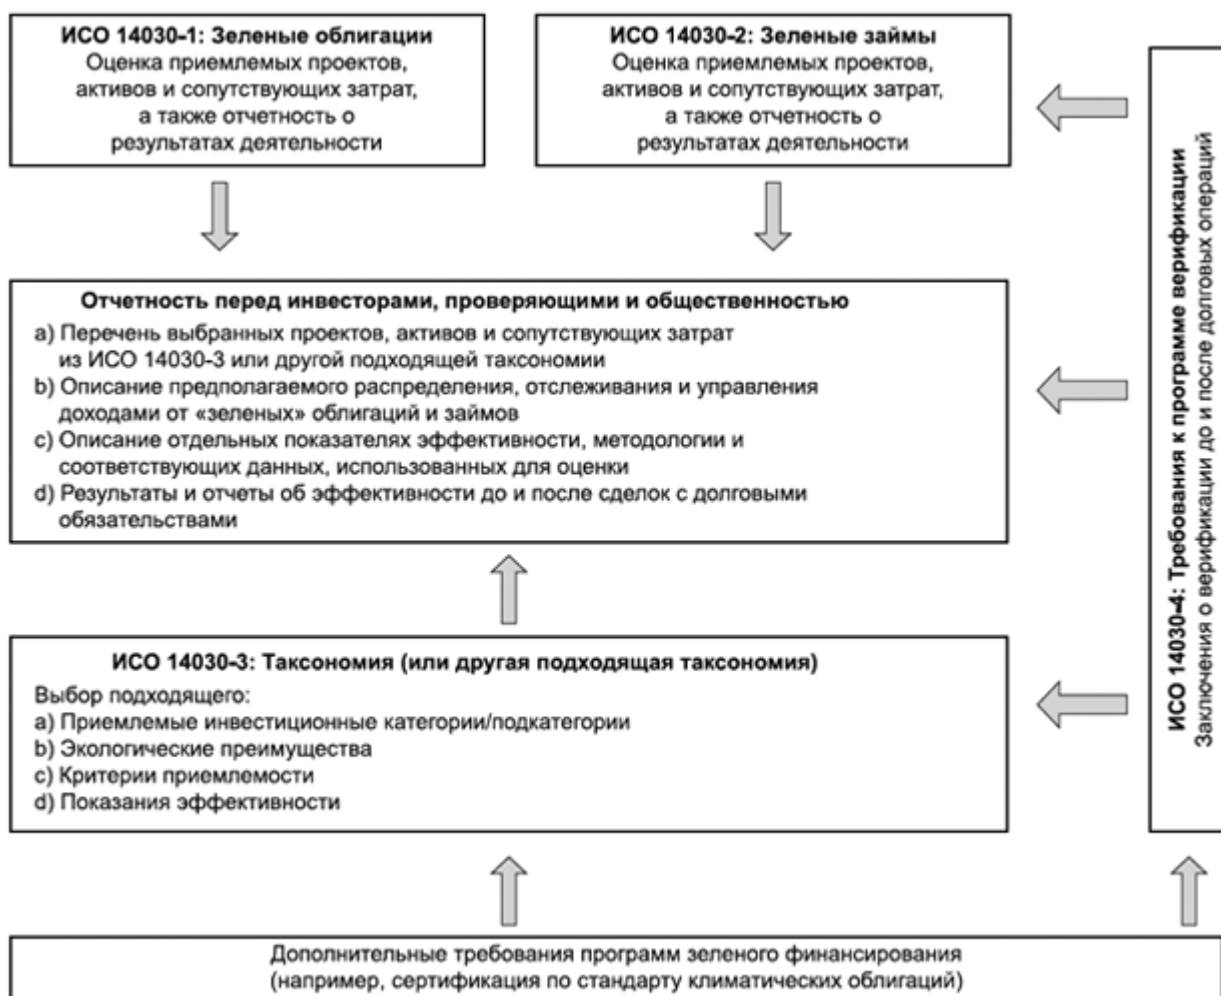 ИСО 14030-1: Зеленые облигации
Оценка приемлемых проектов,
активов и сопутствующих затрат,
а также отчетность о
результатах деятельности
ИСО 14030-2: Зеленые займы
Оценка приемлемых проектов,
активов и сопутствующих затрат,
а также отчетность о
результатах деятельности
Отчетность перед инвесторами, проверяющими и общественностью
a) Перечень выбранных проектов, активов и сопутствующих затрат
из ИСО 14030-3 или другой подходящей таксономии
b) Описание предполагаемого распределения, отслеживания и управления
доходами от «зеленых» облигаций и займов
c) Описание отдельных показателях эффективности, методологии и
соответствующих данных, использованных для оценки
d) Результаты и отчеты об эффективности до и после сделок с долговыми
обязательствами
ИСО 14030-3: Таксономия (или другая подходящая таксономия)
Выбор подходящего:
a) Приемлемые инвестиционные категории/подкатегории
b) Экологические преимущества
c) Критерии приемлемости
d) Показания эффективности
ИСО 14030-4: Требования к программе верификации
Заключения о верификации до и после долговых операций
Дополнительные требования программ зеленого финансирования
(например, сертификация по стандарту климатических облигаций)